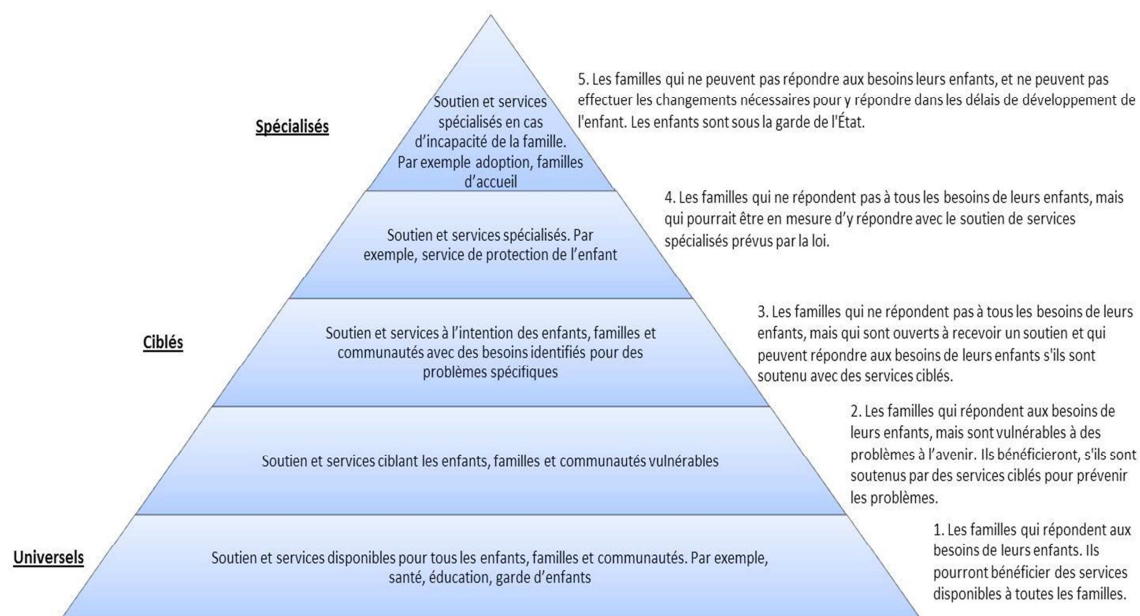 Spécialisés
Soutien et services
spécialisés en cas
d'incapacité de la famille.
Par exemple adoption, familles
d'accueil
5. Les familles qui ne peuvent pas répondre aux besoins leurs enfants, et ne peuvent pas
effectuer les changements nécessaires pour y répondre dans les délais de développement de
l'enfant. Les enfants sont sous la garde de l'État.
Soutien et services spécialisés. Par
exemple, service de protection de l'enfant
4. Les familles qui ne répondent pas à tous les besoins de leurs enfants, mais
qui pourrait être en mesure d'y répondre avec le soutien de services
spécialisés prévus par la loi.
Ciblés
Soutien et services à l'intention des enfants, familles et
communautés avec des besoins identifiés pour des
problèmes spécifiques
3. Les familles qui ne répondent pas à tous les besoins de leurs
enfants, mais qui sont ouverts à recevoir un soutien et qui
peuvent répondre aux besoins de leurs enfants s'ils sont
soutenu avec des services ciblés.
Soutien et services ciblant les enfants, familles et communautés vulnérables
2. Les familles qui répondent aux besoins de
leurs enfants, mais sont vulnérables à des
problèmes à l'avenir. Ils bénéficieront, s'ils sont
soutenus par des services ciblés pour prévenir
les problèmes.
Universels
Soutien et services disponibles pour tous les enfants, familles et communautés. Par exemple,
santé, éducation, garde d'enfants
1. Les familles qui répondent aux
besoins de leurs enfants. Ils
pourront bénéficier des services
disponibles à toutes les familles.